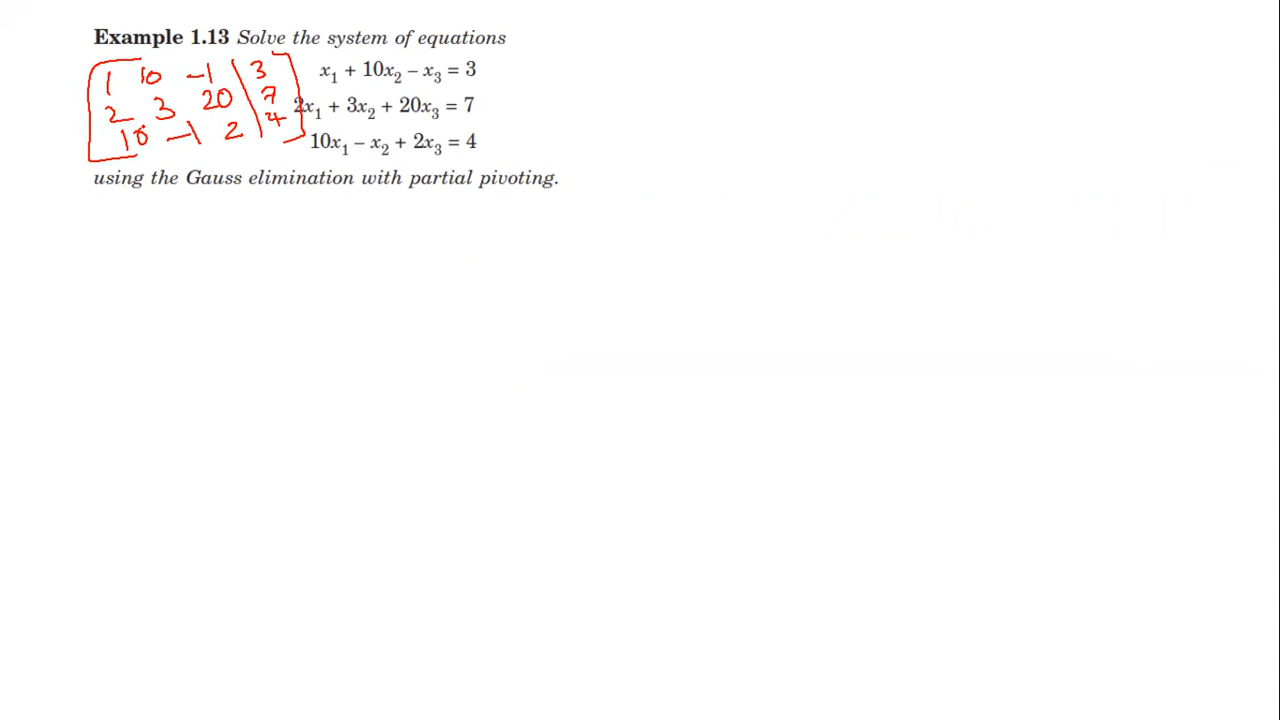 Example 1.13 Solve the system of equations
1 10 -1 | 3 x₁ + 10x₂ – x₃ = 3
2 3 20 | 7 2x₁ + 3x₂ + 20x₃ = 7
10 -1 2 | 4 10x₁ – x₂ + 2x₃ = 4
using the Gauss elimination with partial pivoting.